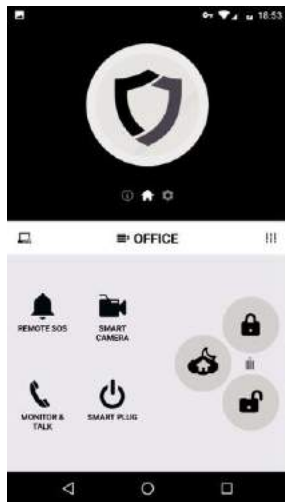 18:53
OFFICE
REMOTE SOS
SMART
CAMERA
MONITOR &
TALK
SMART PLUG